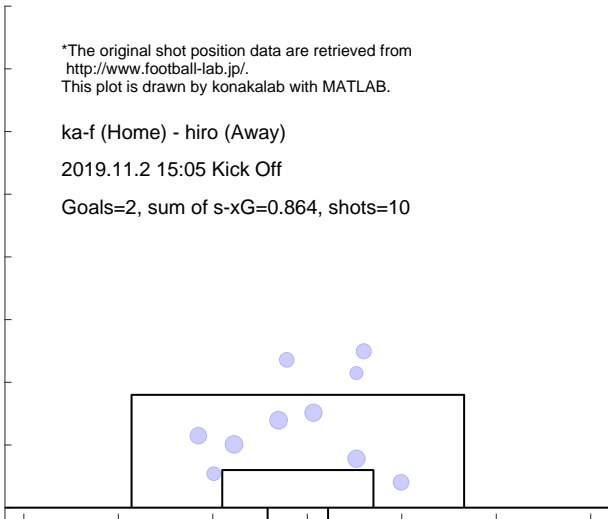 *The original shot position data are retrieved from
http://www.football-lab.jp/.
This plot is drawn by konakalab with MATLAB.
ka-f (Home) - hiro (Away)
2019.11.2 15:05 Kick Off
Goals=2, sum of s-xG=0.864, shots=10